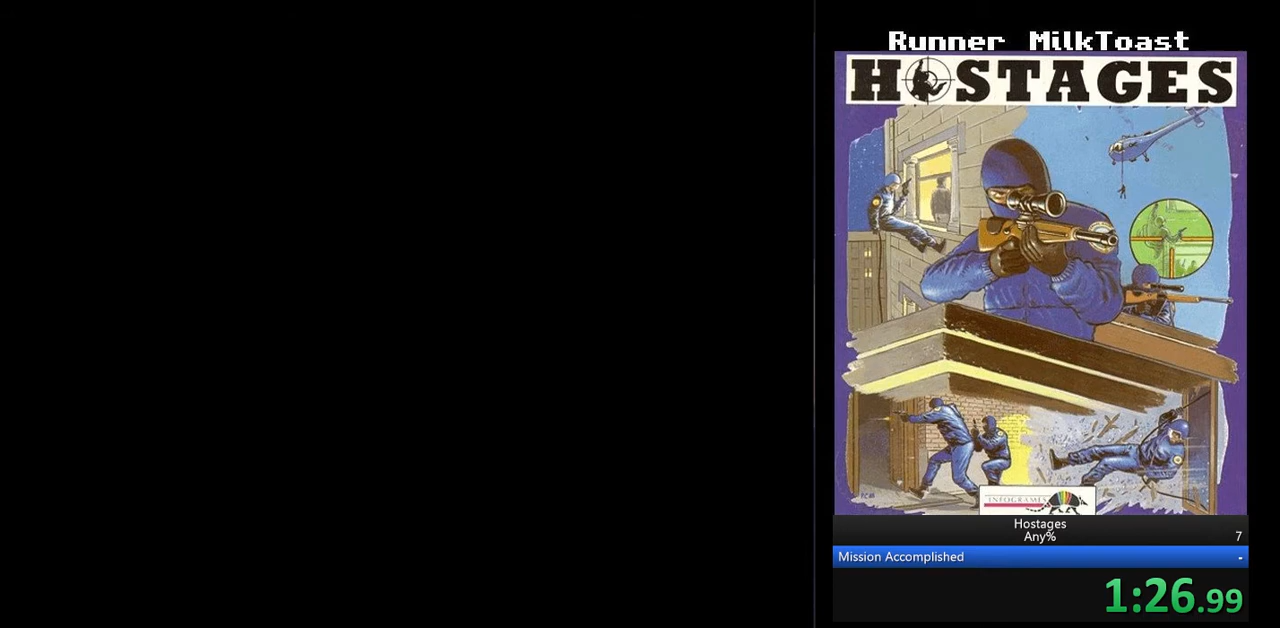 Runner MilkToast
HOSTAGES
INFOGRAMES
Hostages
Any% 7
Mission Accomplished -
1:26.99